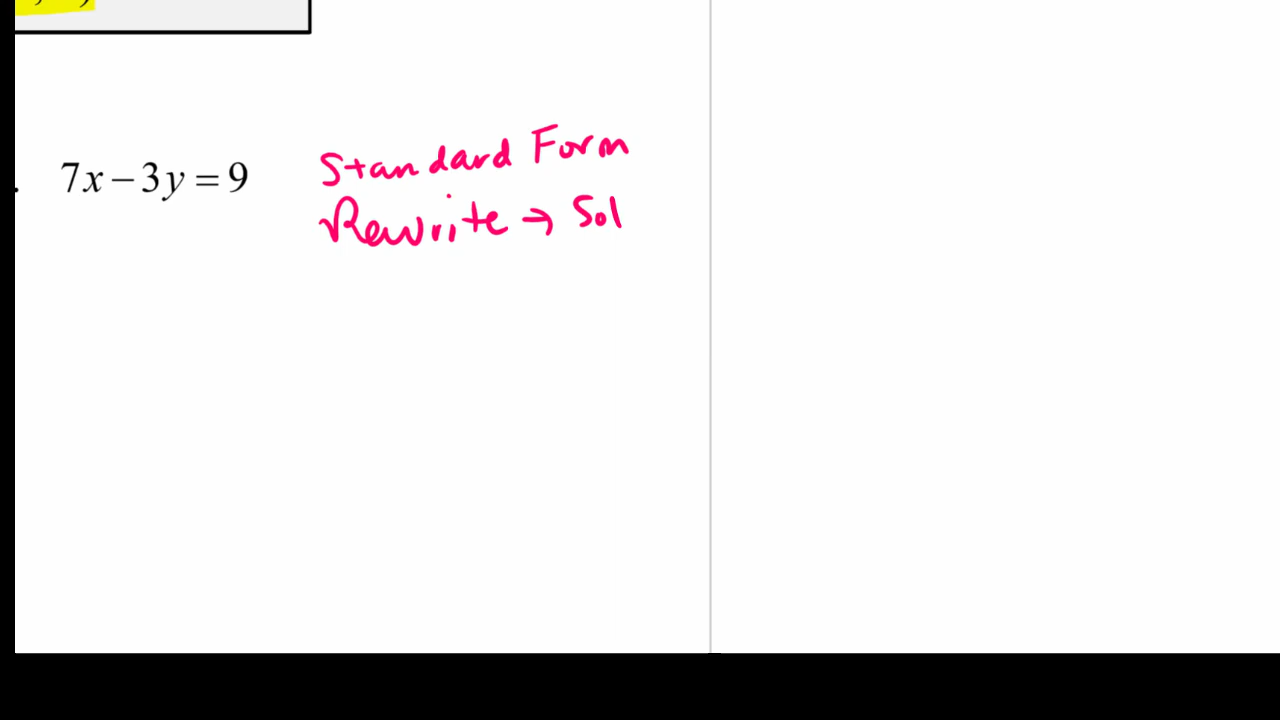 7x − 3y = 9
Standard Form
Rewrite → Sol